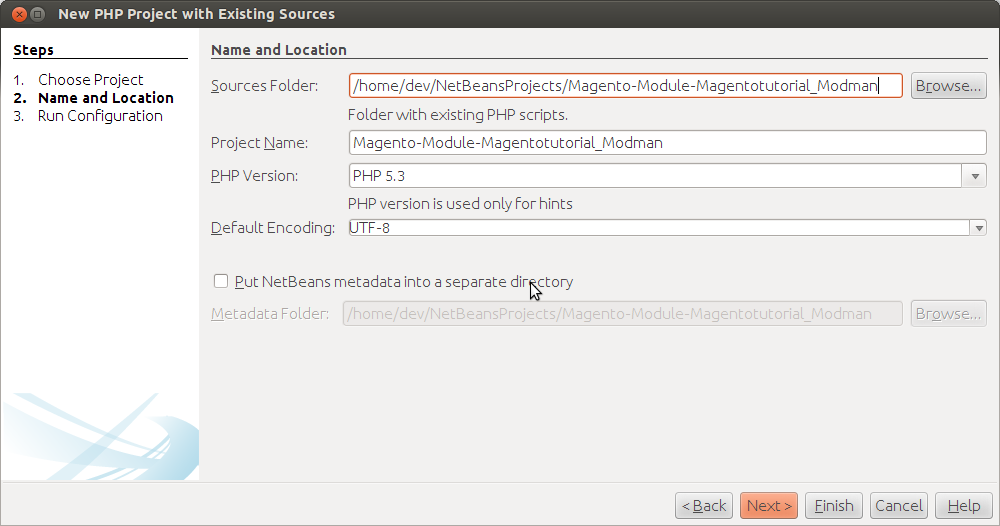 New PHP Project with Existing Sources
Steps
1. Choose Project
2. Name and Location
3. Run Configuration
Name and Location
Sources Folder: /home/dev/NetBeansProjects/Magento-Module-Magentotutorial_Modman Browse...
Folder with existing PHP scripts.
Project Name: Magento-Module-Magentotutorial_Modman
PHP Version: PHP 5.3
PHP version is used only for hints
Default Encoding: UTF-8
Put NetBeans metadata into a separate directory
Metadata Folder: /home/dev/NetBeansProjects/Magento-Module-Magentotutorial_Modman Browse...
< Back Next > Finish Cancel Help